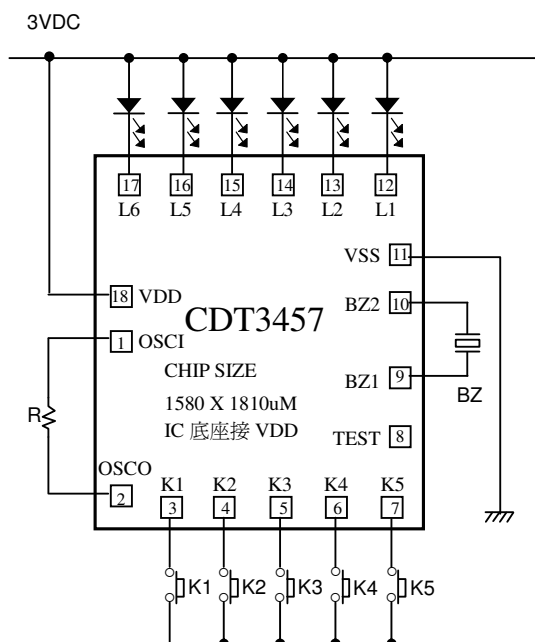 3VDC
17 16 15 14 13 12
L6 L5 L4 L3 L2 L1
VSS 11
18 VDD
BZ2 10
CDT3457
1 OSCI
CHIP SIZE
BZ1 9
BZ
1580 X 1810uM
R
IC 底座接 VDD
TEST 8
OSCO
2
K1 K2 K3 K4 K5
3 4 5 6 7
K1 K2 K3 K4 K5